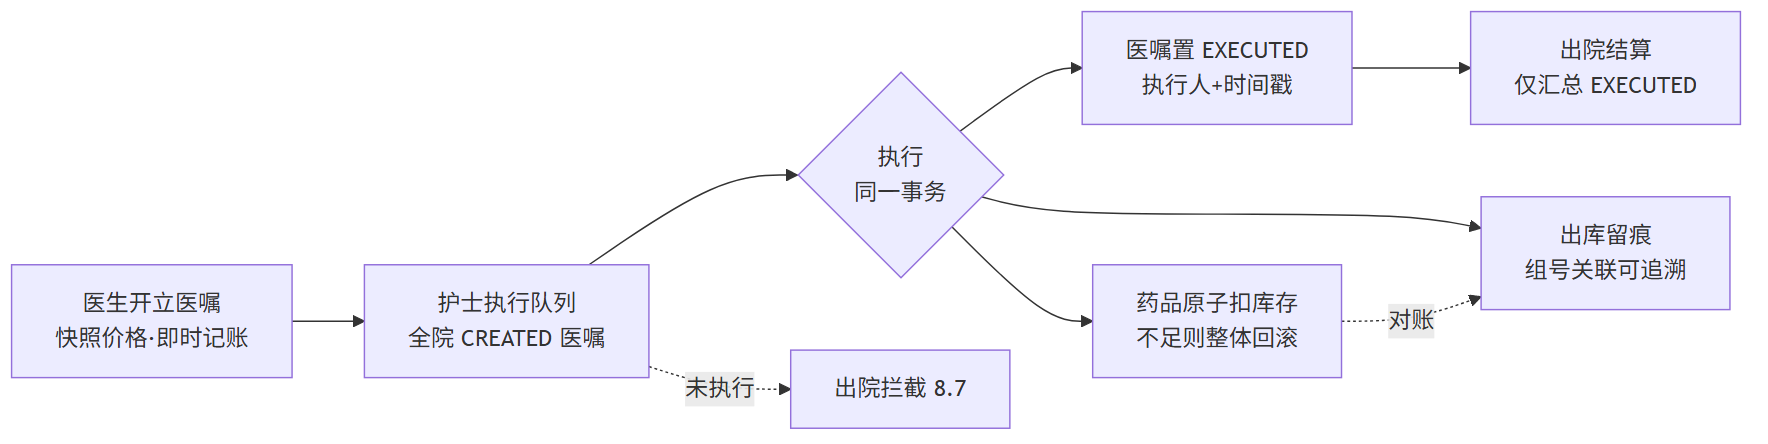 医生开立医嘱
快照价格·即时记账
护士执行队列
全院 CREATED 医嘱
未执行
出院拦截 8.7
执行
同一事务
医嘱置 EXECUTED
执行人+时间戳
出院结算
仅汇总 EXECUTED
药品原子扣库存
不足则整体回滚
对账
出库留痕
组号关联可追溯